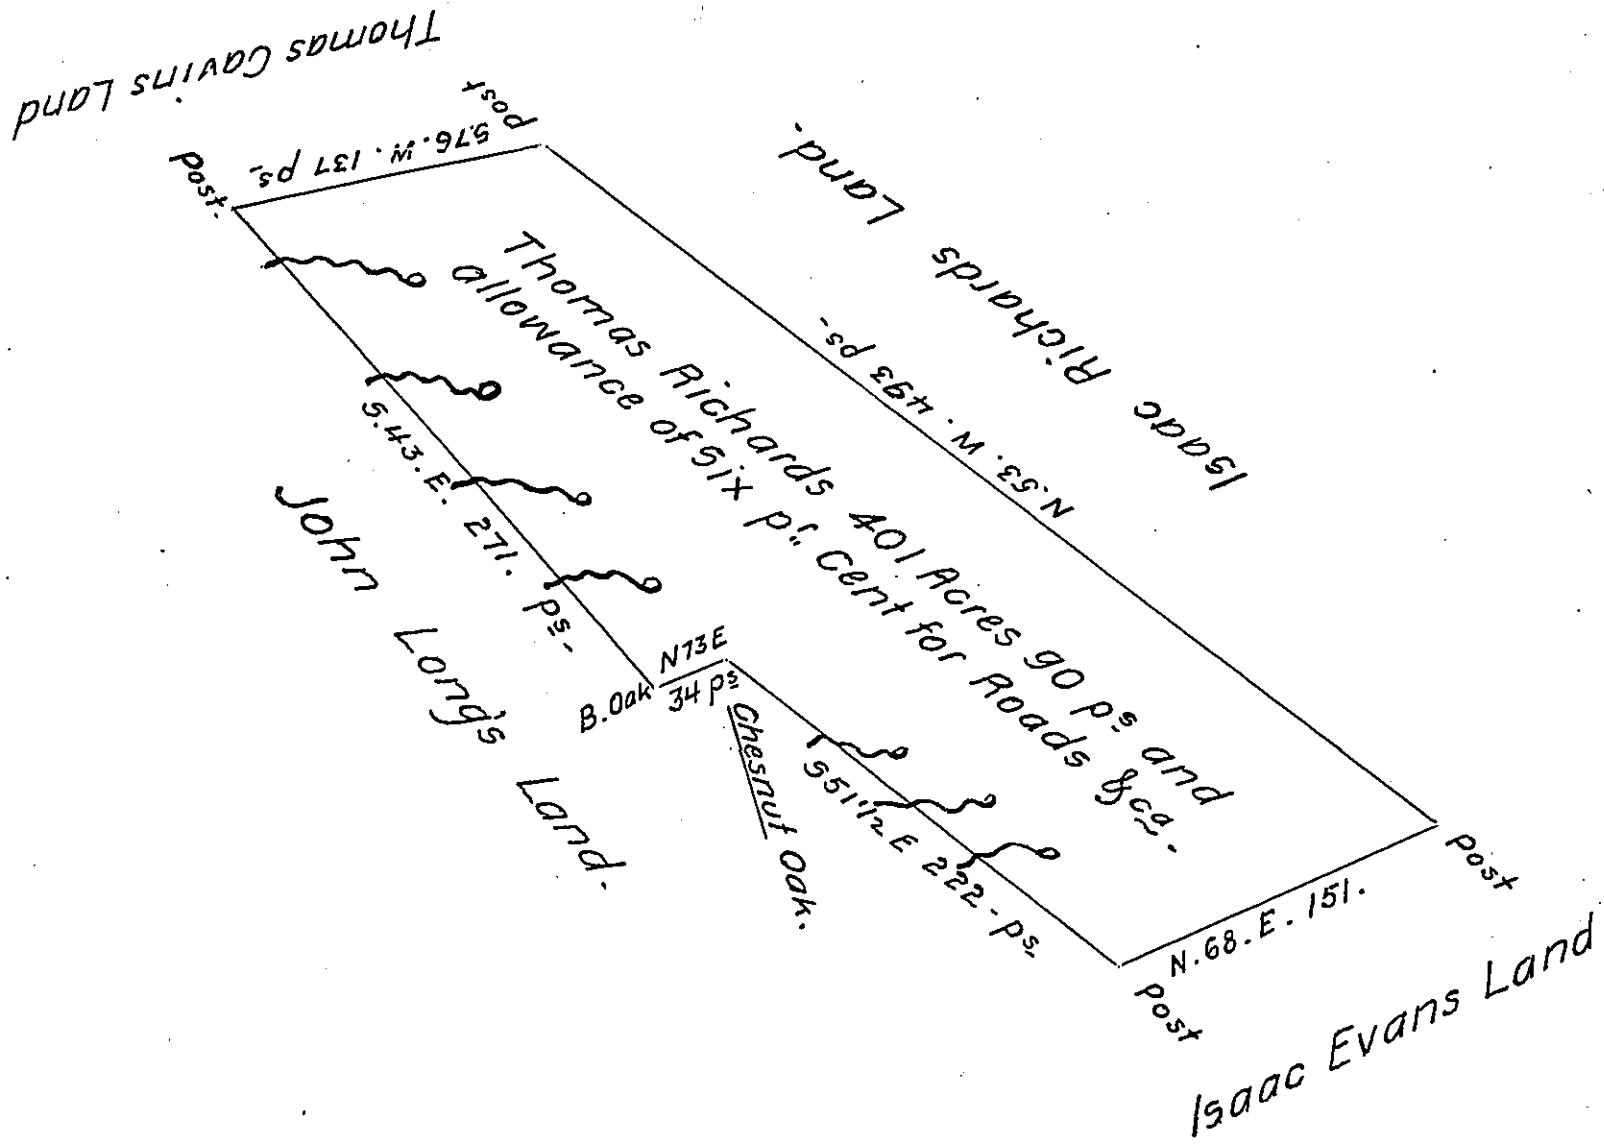 Thomas Cavins Land
post
S.76.W. 137 ps.
Post.
Isaac Richards Land.
N.53.W. 493 ps-
Thomas Richards 401 Acres 90 ps and
allowance of Six pr. Cent for Roads &ca.
S.43.E. 271. ps.-
John Long's Land.
B.Oak
N73E
34 ps
Chesnut Oak.
S51½E 222-ps.
Post
N.68.E. 151.
Post
Isaac Evans Land